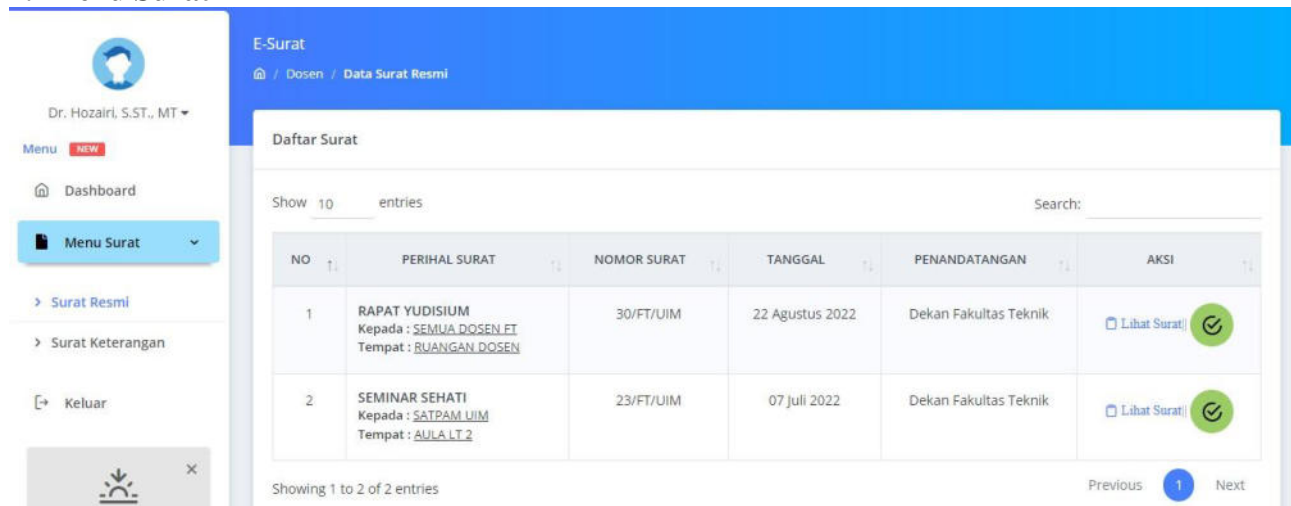 Dr. Hozairi, S.ST., MT
Menu NEW
Dashboard
Menu Surat
> Surat Resmi
> Surat Keterangan
Keluar
E-Surat
/ Dosen / Data Surat Resmi
Daftar Surat
Show 10 entries
Search:
NO PERIHAL SURAT NOMOR SURAT TANGGAL PENANDATANGAN AKSI
1 RAPAT YUDISIUM 30/FT/UIM 22 Agustus 2022 Dekan Fakultas Teknik Lihat Surat||
Kepada : SEMUA DOSEN FT
Tempat : RUANGAN DOSEN
2 SEMINAR SEHATI 23/FT/UIM 07 Juli 2022 Dekan Fakultas Teknik Lihat Surat||
Kepada : SATPAM UIM
Tempat : AULA LT 2
Showing 1 to 2 of 2 entries
Previous 1 Next